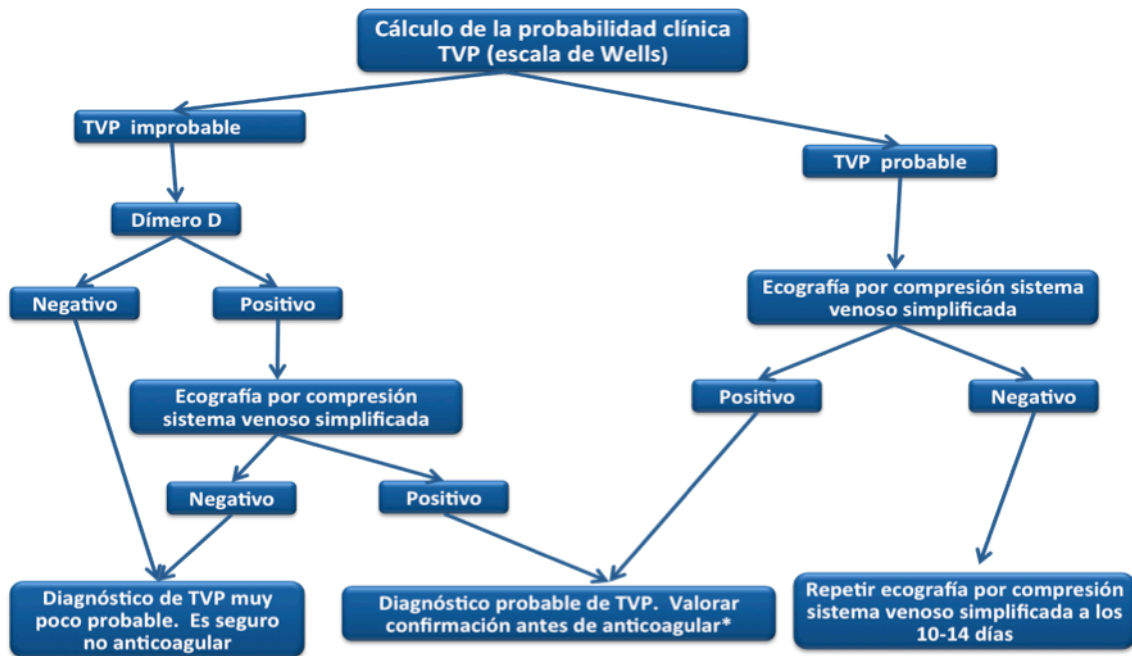 Cálculo de la probabilidad clínica
TVP (escala de Wells)
TVP improbable
TVP probable
Dímero D
Negativo
Positivo
Ecografía por compresión sistema
venoso simplificada
Ecografía por compresión
sistema venoso simplificada
Positivo
Negativo
Negativo
Positivo
Diagnóstico de TVP muy
poco probable. Es seguro
no anticoagular
Diagnóstico probable de TVP. Valorar
confirmación antes de anticoagular*
Repetir ecografía por compresión
sistema venoso simplificada a los
10-14 días